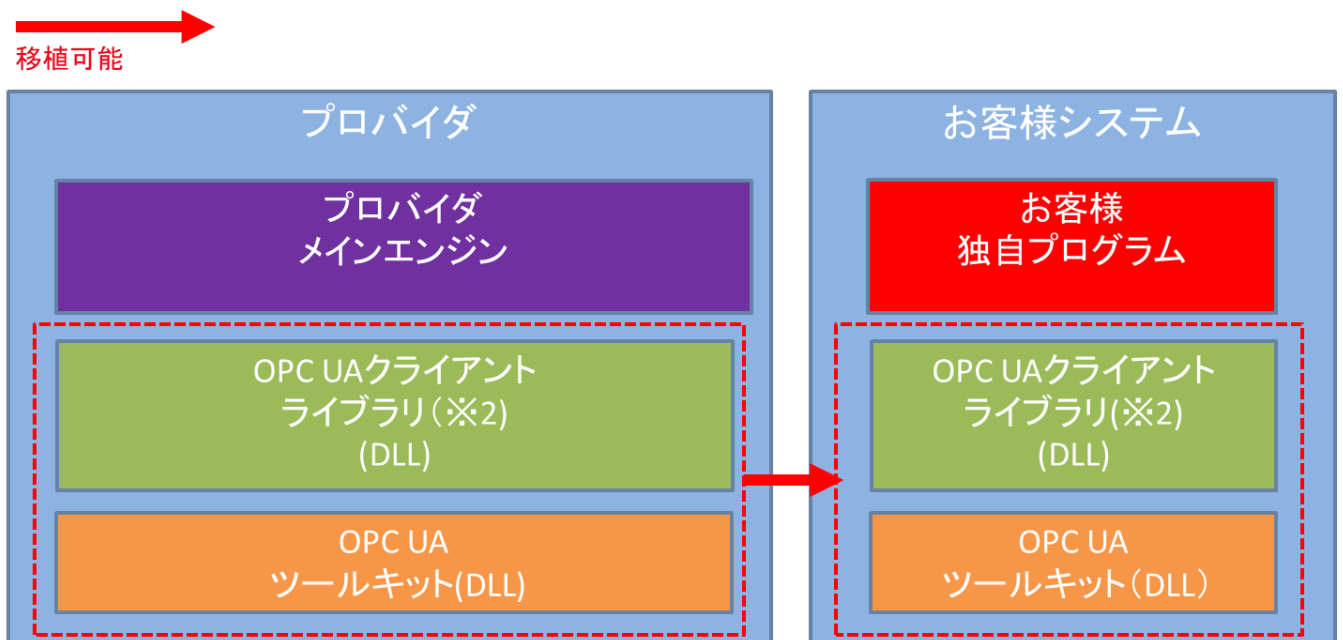 移植可能
プロバイダ
プロバイダ
メインエンジン
OPC UAクライアント
ライブラリ（※2）
(DLL)
OPC UA
ツールキット(DLL)
お客様システム
お客様
独自プログラム
OPC UAクライアント
ライブラリ(※2)
(DLL)
OPC UA
ツールキット（DLL）